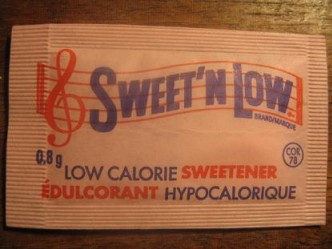 SWEET'N LOW
BRAND/MARQUE
0,8 g
COR
78
LOW CALORIE SWEETENER
ÉDULCORANT HYPOCALORIQUE